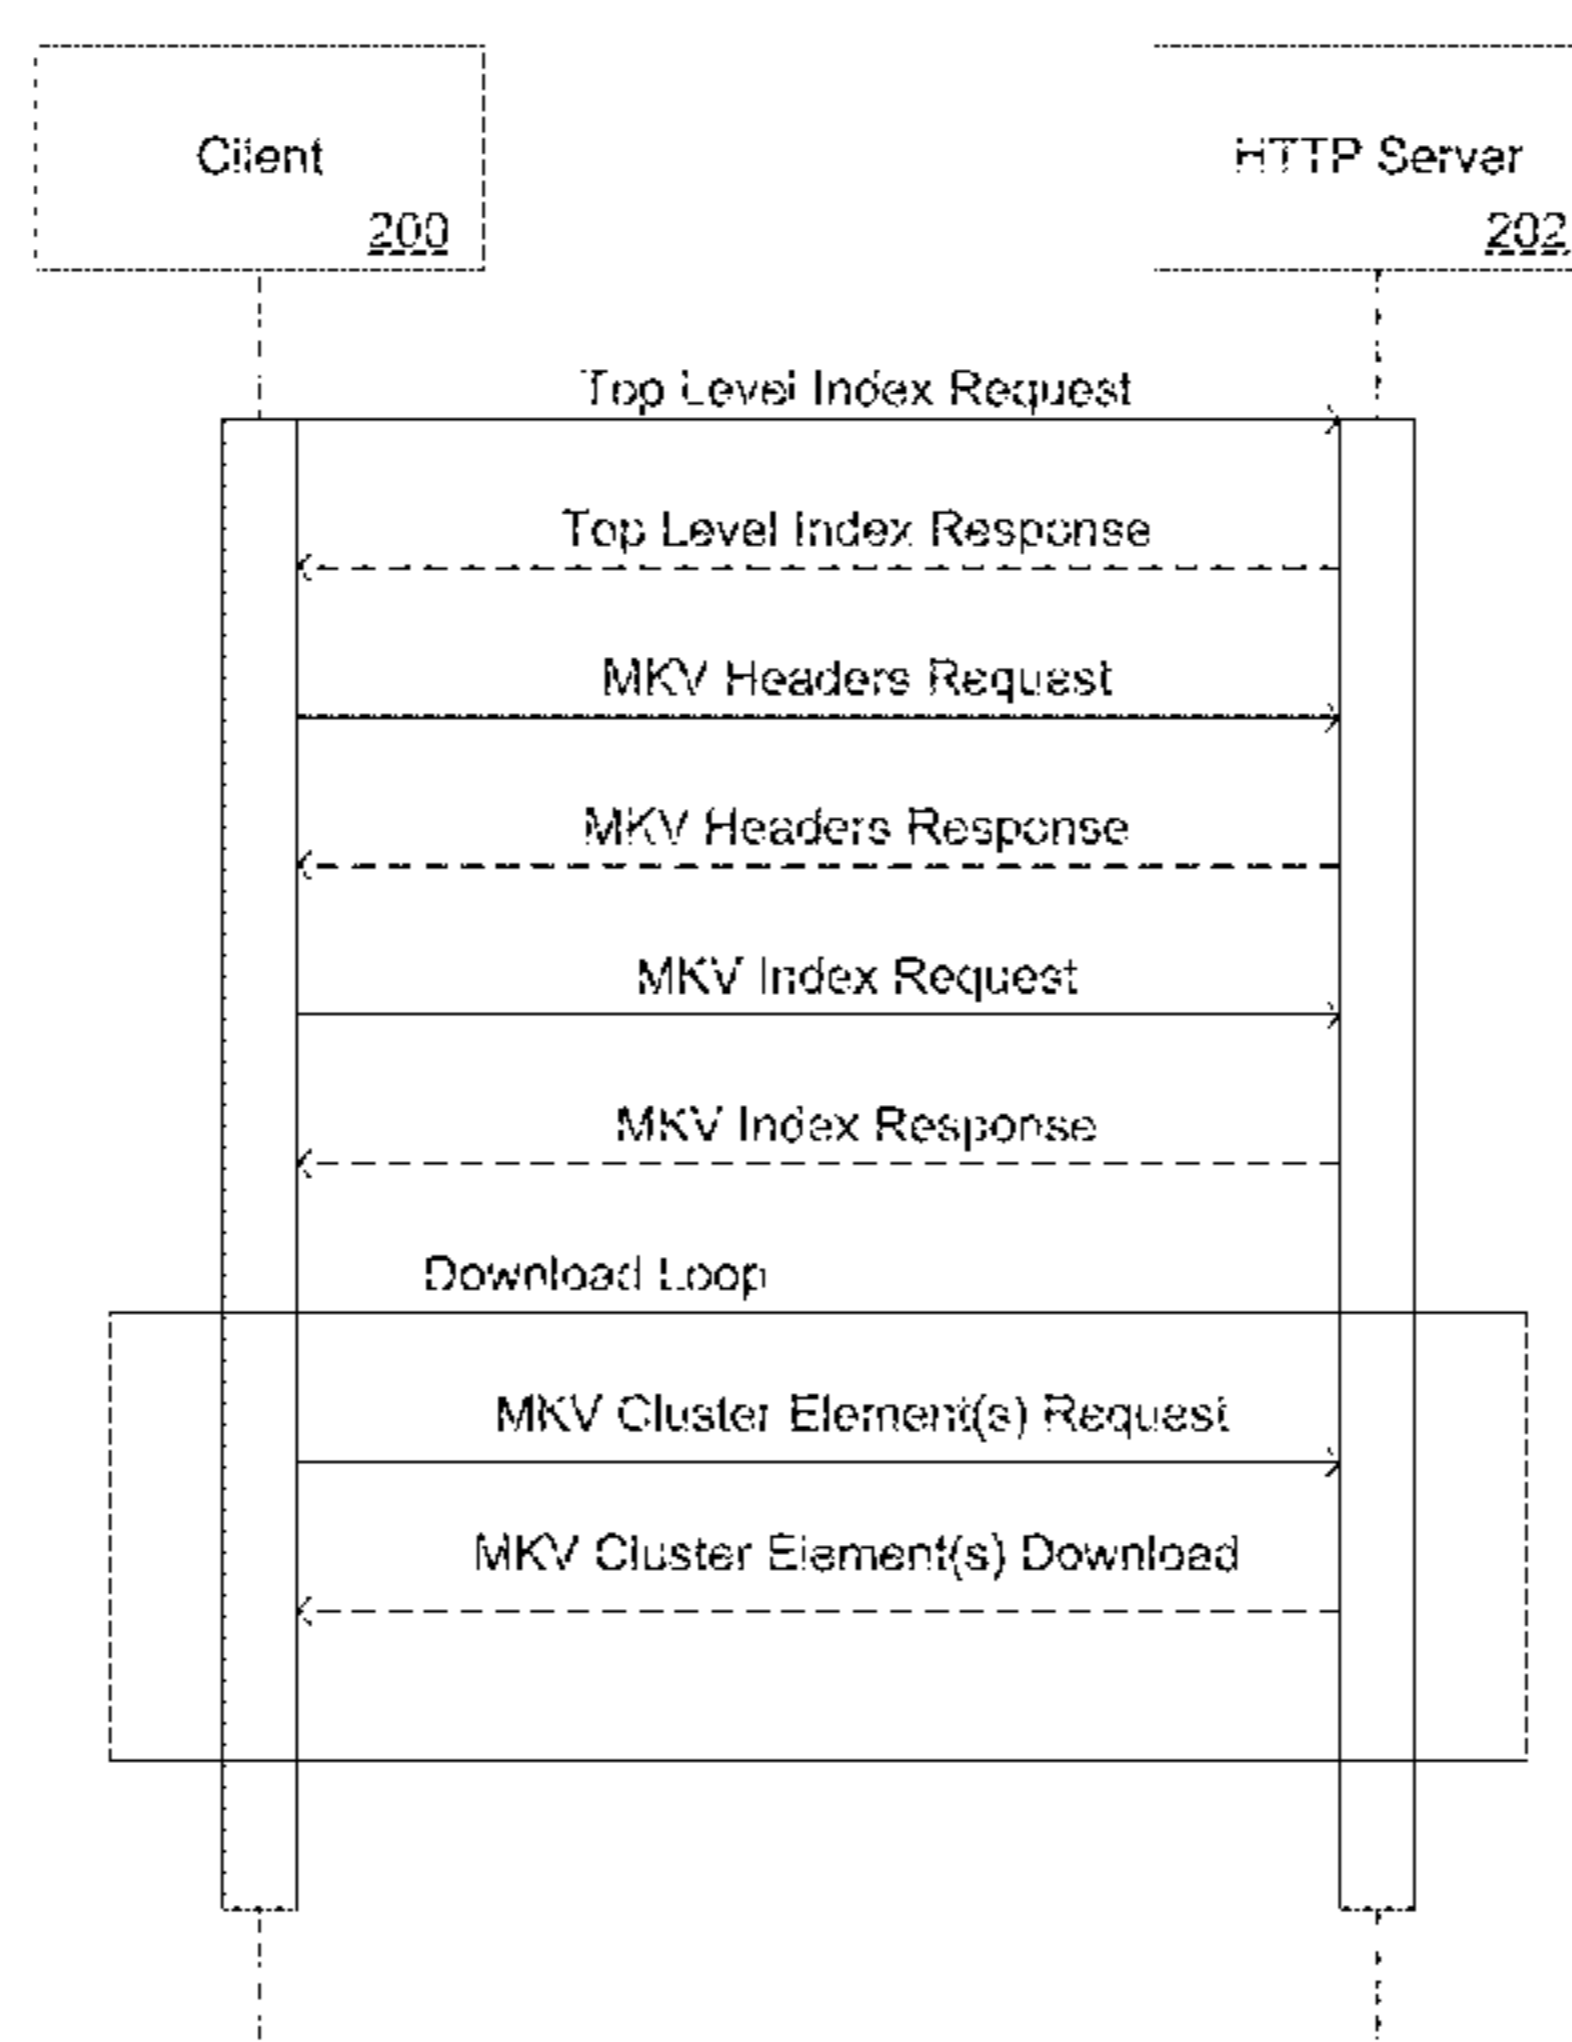 Client
200
HTTP Server
202
Top Level Index Request
Top Level Index Response
MKV Headers Request
MKV Headers Response
MKV Index Request
MKV Index Response
Download Loop
MKV Cluster Element(s) Request
MKV Cluster Element(s) Download